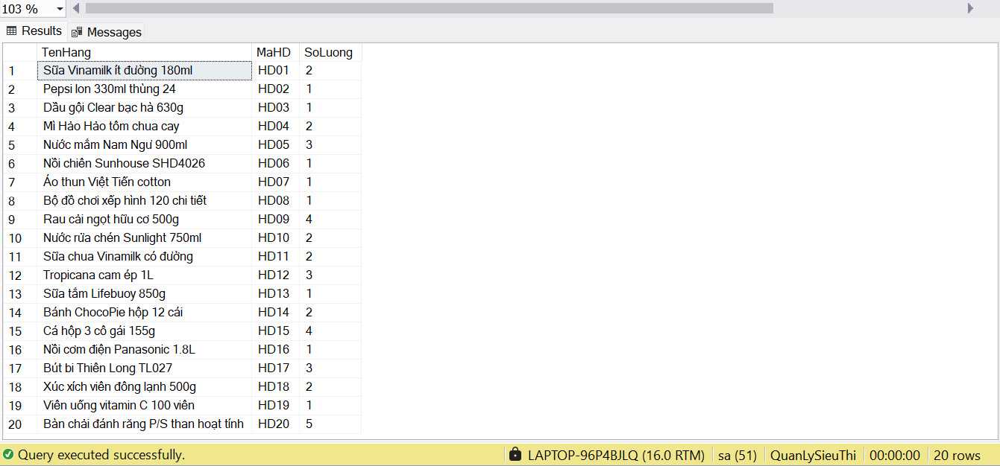 103 %
Results Messages
TenHang MaHD SoLuong
1 Sữa Vinamilk ít đường 180ml HD01 2
2 Pepsi lon 330ml thùng 24 HD02 1
3 Dầu gội Clear bạc hà 630g HD03 1
4 Mì Hảo Hảo tôm chua cay HD04 2
5 Nước mắm Nam Ngư 900ml HD05 3
6 Nồi chiên Sunhouse SHD4026 HD06 1
7 Áo thun Việt Tiến cotton HD07 1
8 Bộ đồ chơi xếp hình 120 chi tiết HD08 1
9 Rau cải ngọt hữu cơ 500g HD09 4
10 Nước rửa chén Sunlight 750ml HD10 2
11 Sữa chua Vinamilk có đường HD11 2
12 Tropicana cam ép 1L HD12 3
13 Sữa tắm Lifebuoy 850g HD13 1
14 Bánh ChocoPie hộp 12 cái HD14 2
15 Cá hộp 3 cô gái 155g HD15 4
16 Nồi cơm điện Panasonic 1.8L HD16 1
17 Bút bi Thiên Long TL027 HD17 3
18 Xúc xích viên đông lạnh 500g HD18 2
19 Viên uống vitamin C 100 viên HD19 1
20 Bàn chải đánh răng P/S than hoạt tính HD20 5
Query executed successfully. LAPTOP-96P4BJLQ (16.0 RTM) sa (51) QuanLySieuThi 00:00:00 20 rows